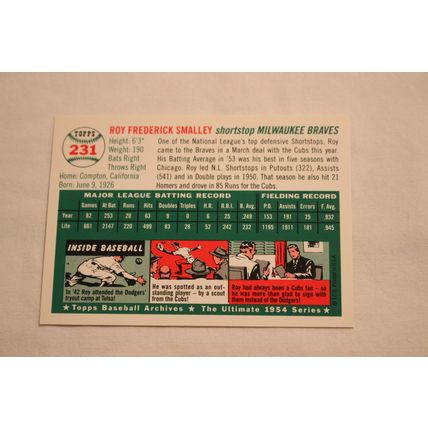 TOPPS
231
ROY FREDERICK SMALLEY shortstop MILWAUKEE BRAVES
Height: 6'3"
Weight: 190
Bats Right
Throws Right
Home: Compton, California
Born: June 9, 1926
One of the National League's top defensive Shortstops, Roy
came to the Braves in a March deal with the Cubs this year.
His Batting Average in '53 was his best in five seasons with
Chicago. Roy led N.L. Shortstops in Putouts (322), Assists
(541) and in Double plays in 1950. That season he also hit 21
Homers and drove in 85 Runs for the Cubs.
MAJOR LEAGUE BATTING RECORD FIELDING RECORD
Games At Bat Runs Hits Doubles Triples H.R. R.B.I. B.Avg. P.O. Assists Errors F.Avg.
Year 82 253 20 63 9 0 6 25 .249 153 191 25 .932
Life 661 2147 207 499 83 28 52 242 .232 1195 1911 181 .945
INSIDE BASEBALL
In '42 Roy attended the Dodgers'
tryout camp at Tulsa!
He was spotted as an out-
standing player – by a scout
from the Cubs!
Roy had always been a Cubs fan – so
he was more than glad to sign with
them instead of the Dodgers!
★ Topps Baseball Archives ★ The Ultimate 1954 Series ★